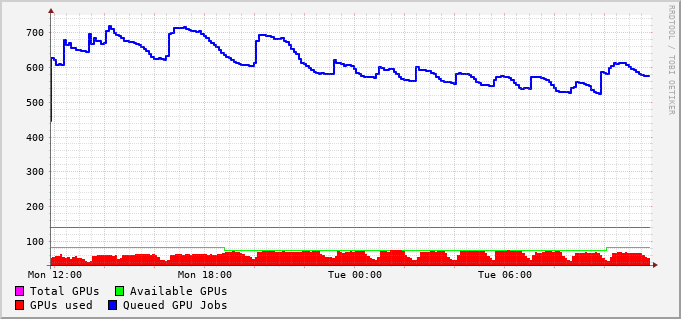 700
600
500
400
300
200
100
Mon 12:00 Mon 18:00 Tue 00:00 Tue 06:00
Total GPUs Available GPUs
GPUs used Queued GPU Jobs
RRDTOOL / TOBI OETIKER